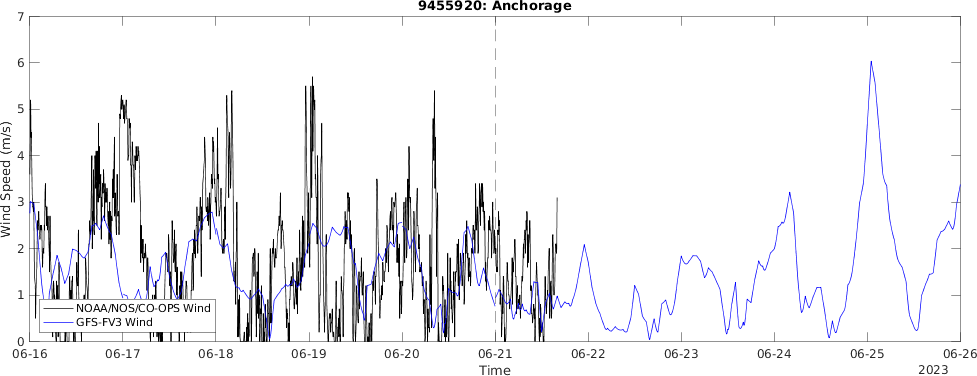 9455920: Anchorage
7
6
5
4
3
2
1
0
Wind Speed (m/s)
NOAA/NOS/CO-OPS Wind
GFS-FV3 Wind
06-16 06-17 06-18 06-19 06-20 06-21 06-22 06-23 06-24 06-25 06-26
Time
2023